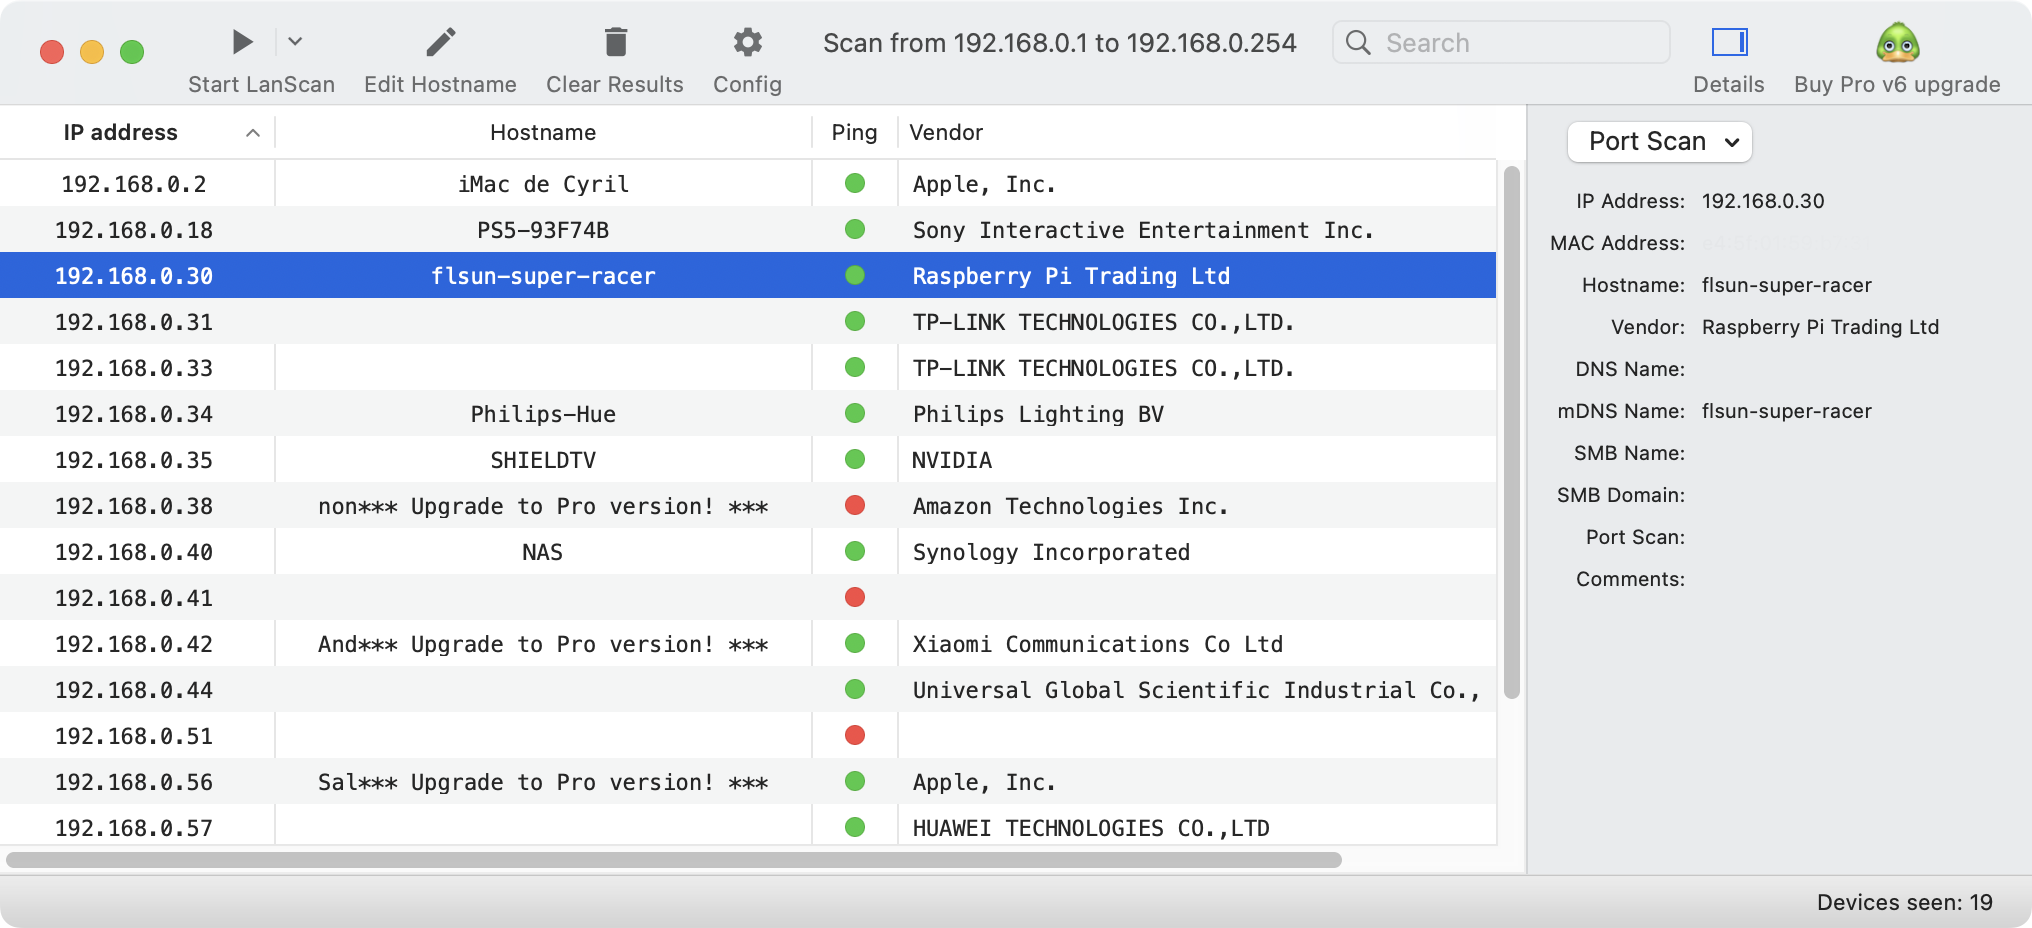 Start LanScan
Edit Hostname
Clear Results
Config
Scan from 192.168.0.1 to 192.168.0.254
Search
Details
Buy Pro v6 upgrade
IP address Hostname Ping Vendor
192.168.0.2 iMac de Cyril Apple, Inc.
192.168.0.18 PS5-93F74B Sony Interactive Entertainment Inc.
192.168.0.30 flsun-super-racer Raspberry Pi Trading Ltd
192.168.0.31 TP-LINK TECHNOLOGIES CO.,LTD.
192.168.0.33 TP-LINK TECHNOLOGIES CO.,LTD.
192.168.0.34 Philips-Hue Philips Lighting BV
192.168.0.35 SHIELDTV NVIDIA
192.168.0.38 non*** Upgrade to Pro version! *** Amazon Technologies Inc.
192.168.0.40 NAS Synology Incorporated
192.168.0.41
192.168.0.42 And*** Upgrade to Pro version! *** Xiaomi Communications Co Ltd
192.168.0.44 Universal Global Scientific Industrial Co.,
192.168.0.51
192.168.0.56 Sal*** Upgrade to Pro version! *** Apple, Inc.
192.168.0.57 HUAWEI TECHNOLOGIES CO.,LTD
Port Scan
IP Address: 192.168.0.30
MAC Address:
Hostname: flsun-super-racer
Vendor: Raspberry Pi Trading Ltd
DNS Name:
mDNS Name: flsun-super-racer
SMB Name:
SMB Domain:
Port Scan:
Comments:
Devices seen: 19